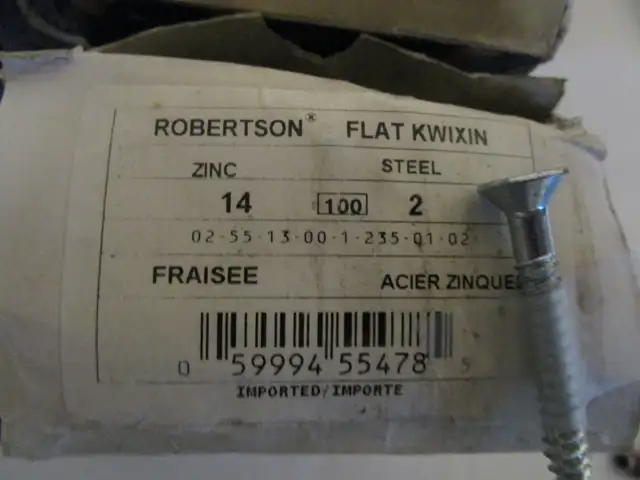 ROBERTSON® FLAT KWIXIN
ZINC STEEL
14 100 2
02-55-13-00-1-235-01-02
FRAISEE ACIER ZINQUE
0 59994 55478 5
IMPORTED/IMPORTE